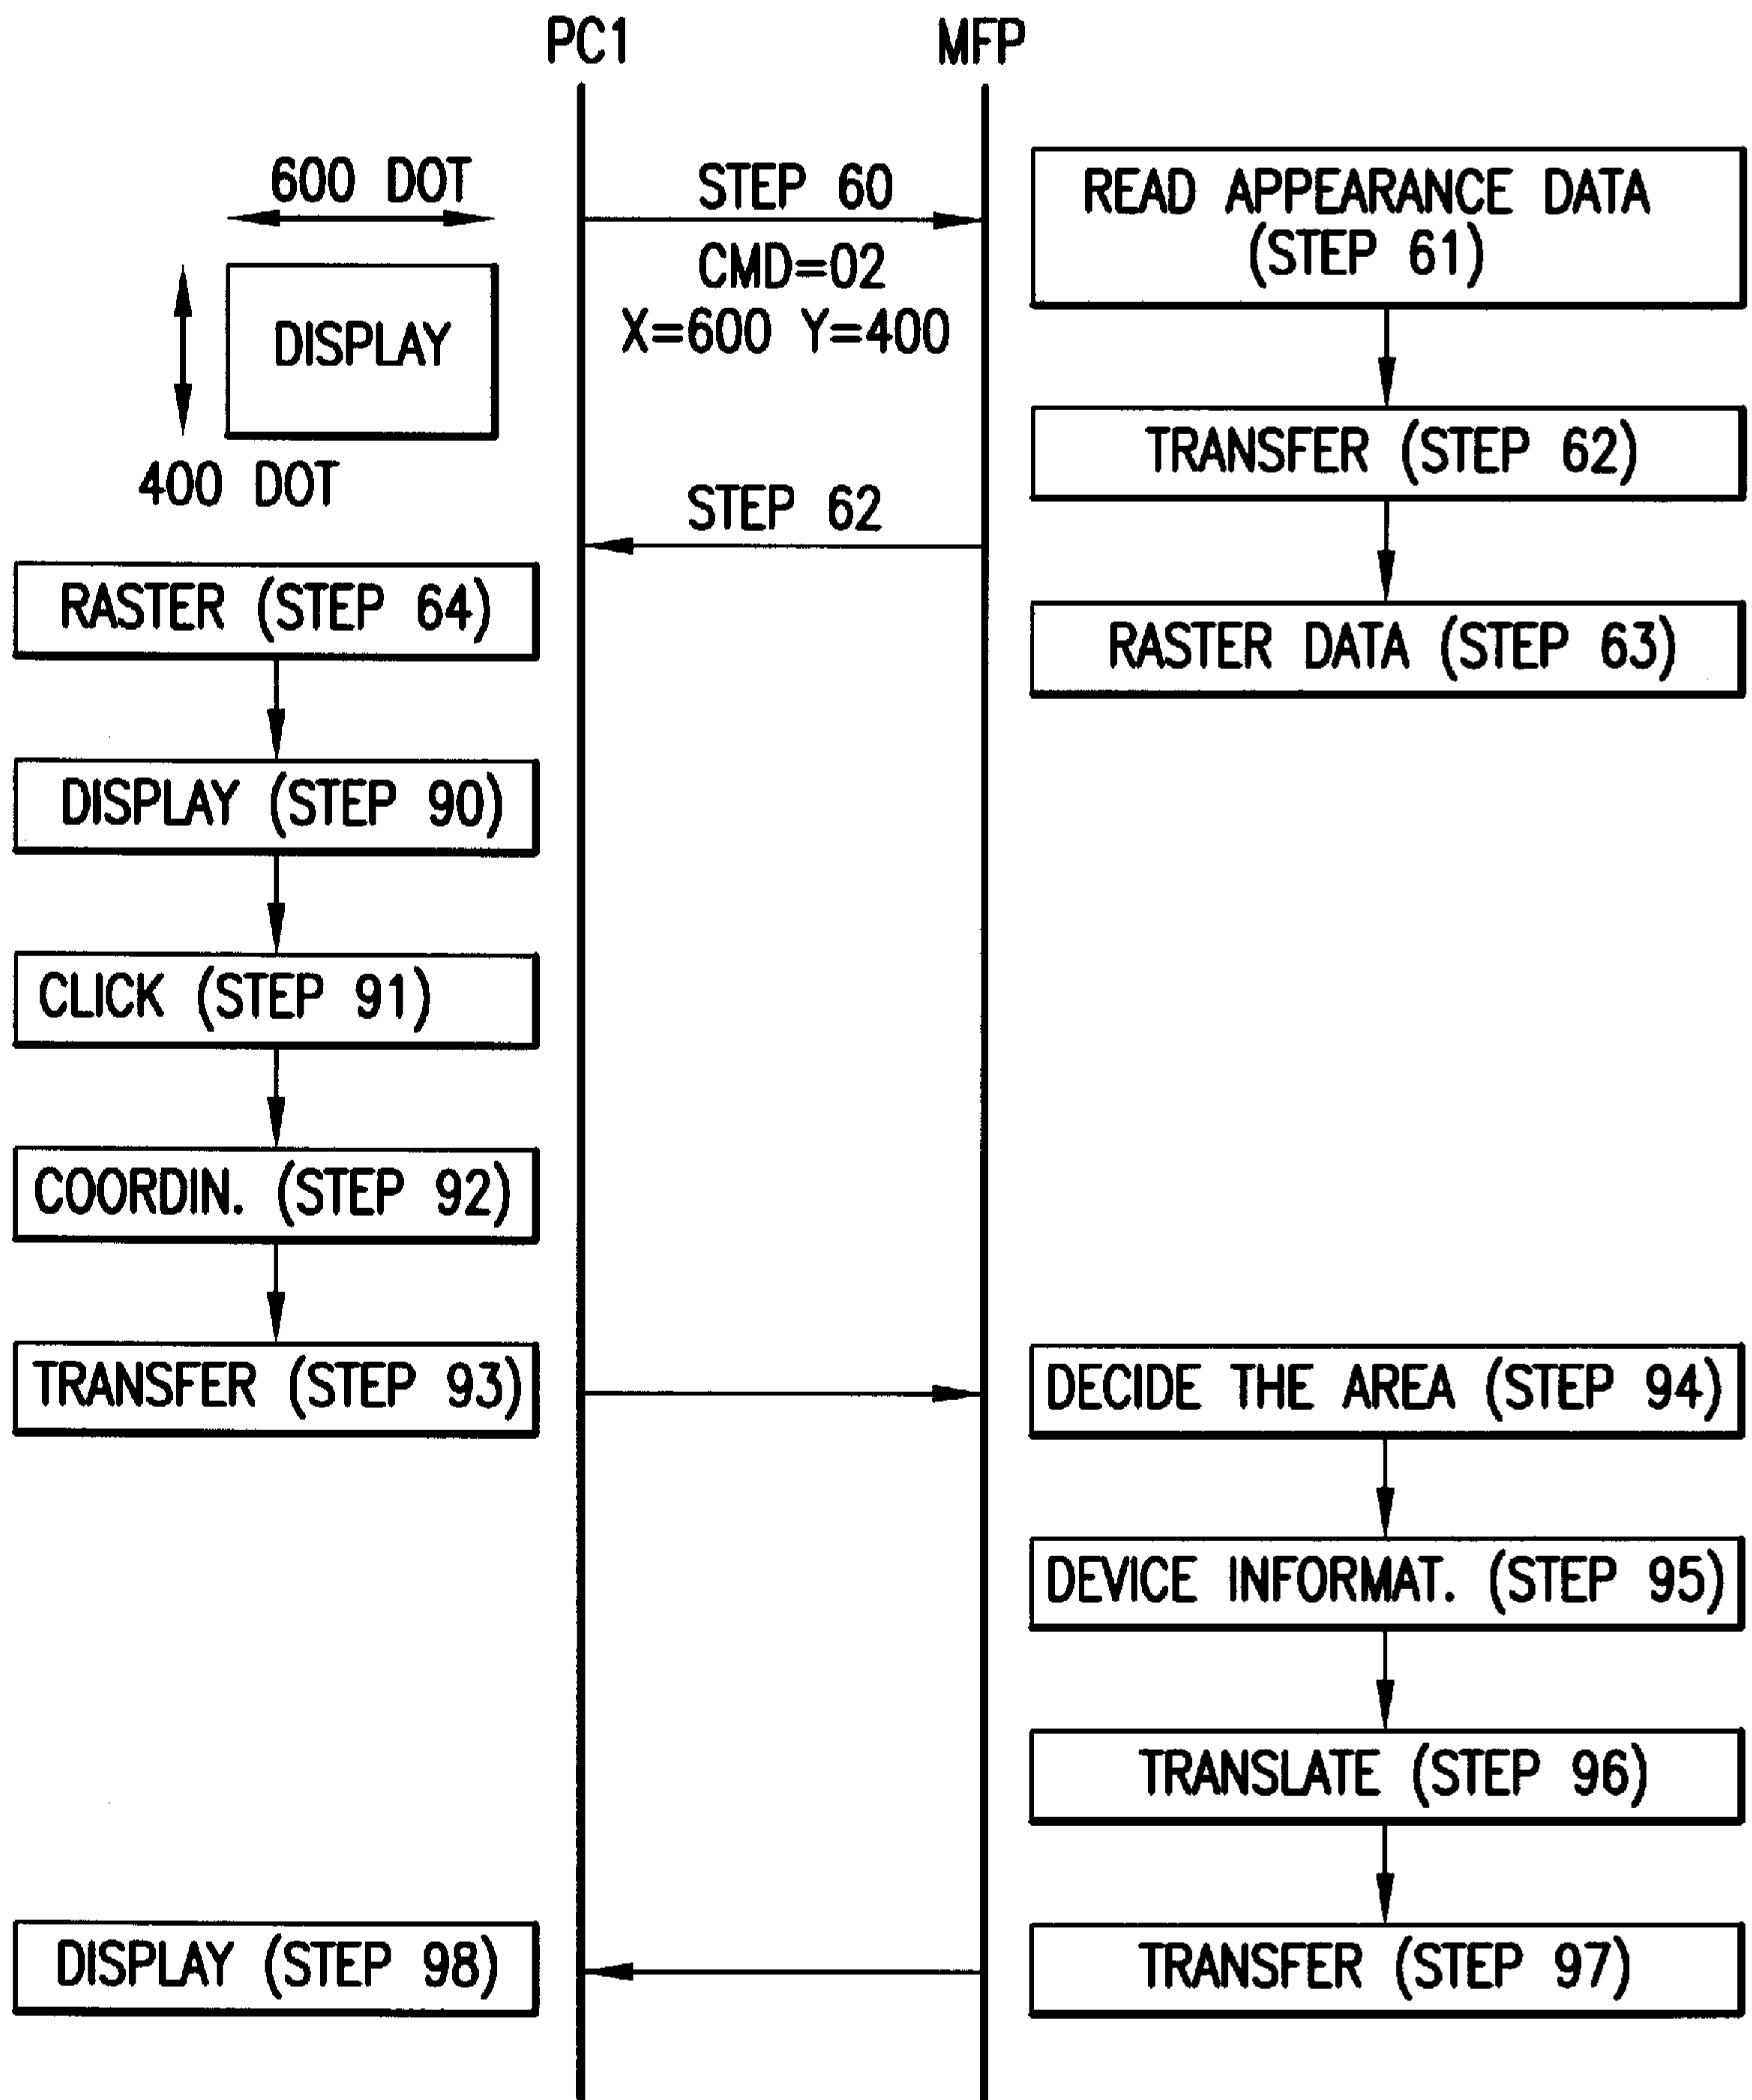 PC1
MFP
600 DOT
STEP 60
READ APPEARANCE DATA
(STEP 61)
CMD=02
X=600 Y=400
DISPLAY
400 DOT
TRANSFER (STEP 62)
STEP 62
RASTER (STEP 64)
RASTER DATA (STEP 63)
DISPLAY (STEP 90)
CLICK (STEP 91)
COORDIN. (STEP 92)
TRANSFER (STEP 93)
DECIDE THE AREA (STEP 94)
DEVICE INFORMAT. (STEP 95)
TRANSLATE (STEP 96)
DISPLAY (STEP 98)
TRANSFER (STEP 97)